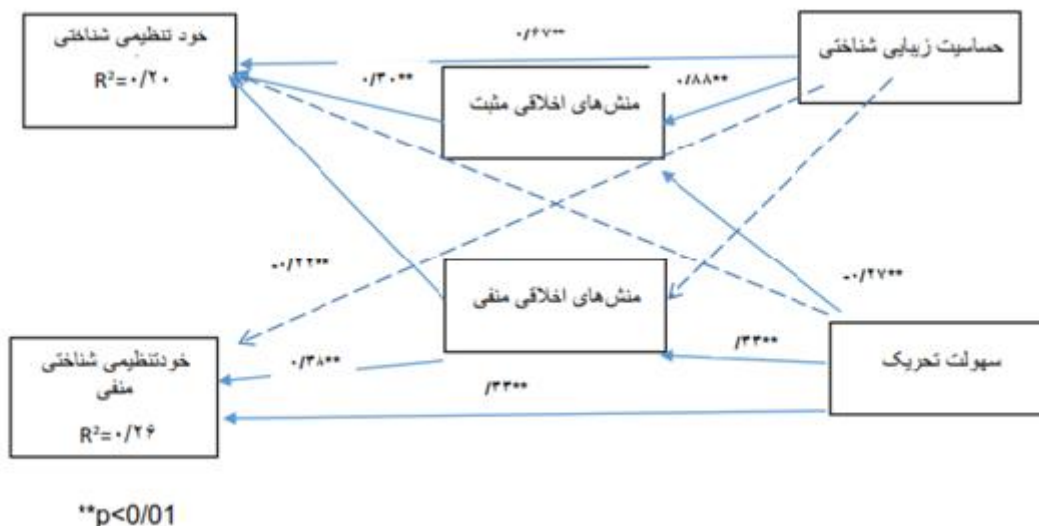 حساسیت زیبایی شناختی
خود تنظیمی شناختی
R²=۰/۲۰
۰/۶۷**
۰/۳۰**
۰/۸۸**
منش‌های اخلاقی مثبت
منش‌های اخلاقی منفی
-۰/۲۲**
-۰/۲۷**
سهولت تحریک
/۳۳**
۰/۳۸**
/۳۳**
خودتنظیمی شناختی
منفی
R²=۰/۲۶
**p<0/01